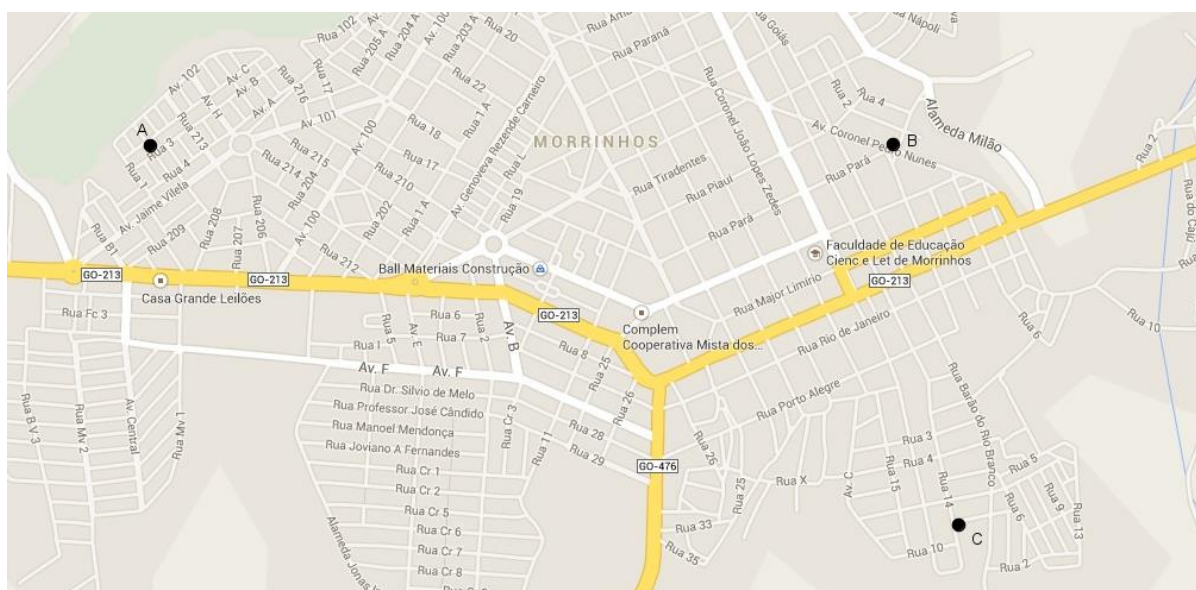 Rua 102
Rua 205 A
Rua 204 A
Av. 100
Rua 203 A
Rua 20
Rua Paraná
Rua Goiás
Rua Nápoli
Av. 102
Av. C
Av. B
Av. A
Rua 216
Rua 17
Rua 22
Rua 1 A
Av. Genoveva Rezende Carneiro
Rua Coronel João Lopes Zedes
Rua 2
Rua 4
Alameda Milão
A
Rua 3
Av. H
Rua 213
Av. 101
Av. 100
Rua 18
MORRINHOS
Av. Coronel Pedro Nunes
B
Rua 2
Rua 1
Rua 4
Rua 215
Rua 214
Rua 204
Rua 17
Rua L
Rua Tiradentes
Rua Piauí
Rua Pará
Rua Pará
Av. Jaime Vilela
Rua 210
Rua 202
Rua 1 A
Rua 19
Rua do Cajú
Rua B1
Rua 209
Rua 208
Rua 207
Rua 206
Av. 100
Rua 212
GO-213
GO-213
Casa Grande Leilões
Ball Materiais Construção
Faculdade de Educação
Cienc e Let de Morrinhos
Rua Major Limírio
GO-213
GO-213
Complem
Cooperativa Mista dos...
Rua Fc 3
Rua 5
Av. E
Rua 6
Rua 7
Rua 2
Av. B
Rua 8
Rua 25
Rua 26
Rua Rio de Janeiro
Rua 6
Rua 10
Rua I
Av. F
Av. F
Rua Dr. Silvio de Melo
Rua Professor José Cândido
Rua Manoel Mendonça
Rua Joviano A Fernandes
Rua Cr 3
Rua 11
Rua 28
Rua 29
Rua Porto Alegre
Rua Barão do Rio Branco
Rua B V 3
Rua Mv 2
Av. Central
Rua Mv 1
Rua Cr 1
Rua Cr 2
Rua Cr 5
Rua Cr 6
Rua Cr 7
Rua Cr 8
GO-476
Rua 26
Rua 25
Rua X
Av. C
Rua 3
Rua 4
Rua 15
Rua 14
Rua 5
Rua 9
Rua 6
Rua 13
Rua 33
Rua 35
Rua 10
C
Rua 2